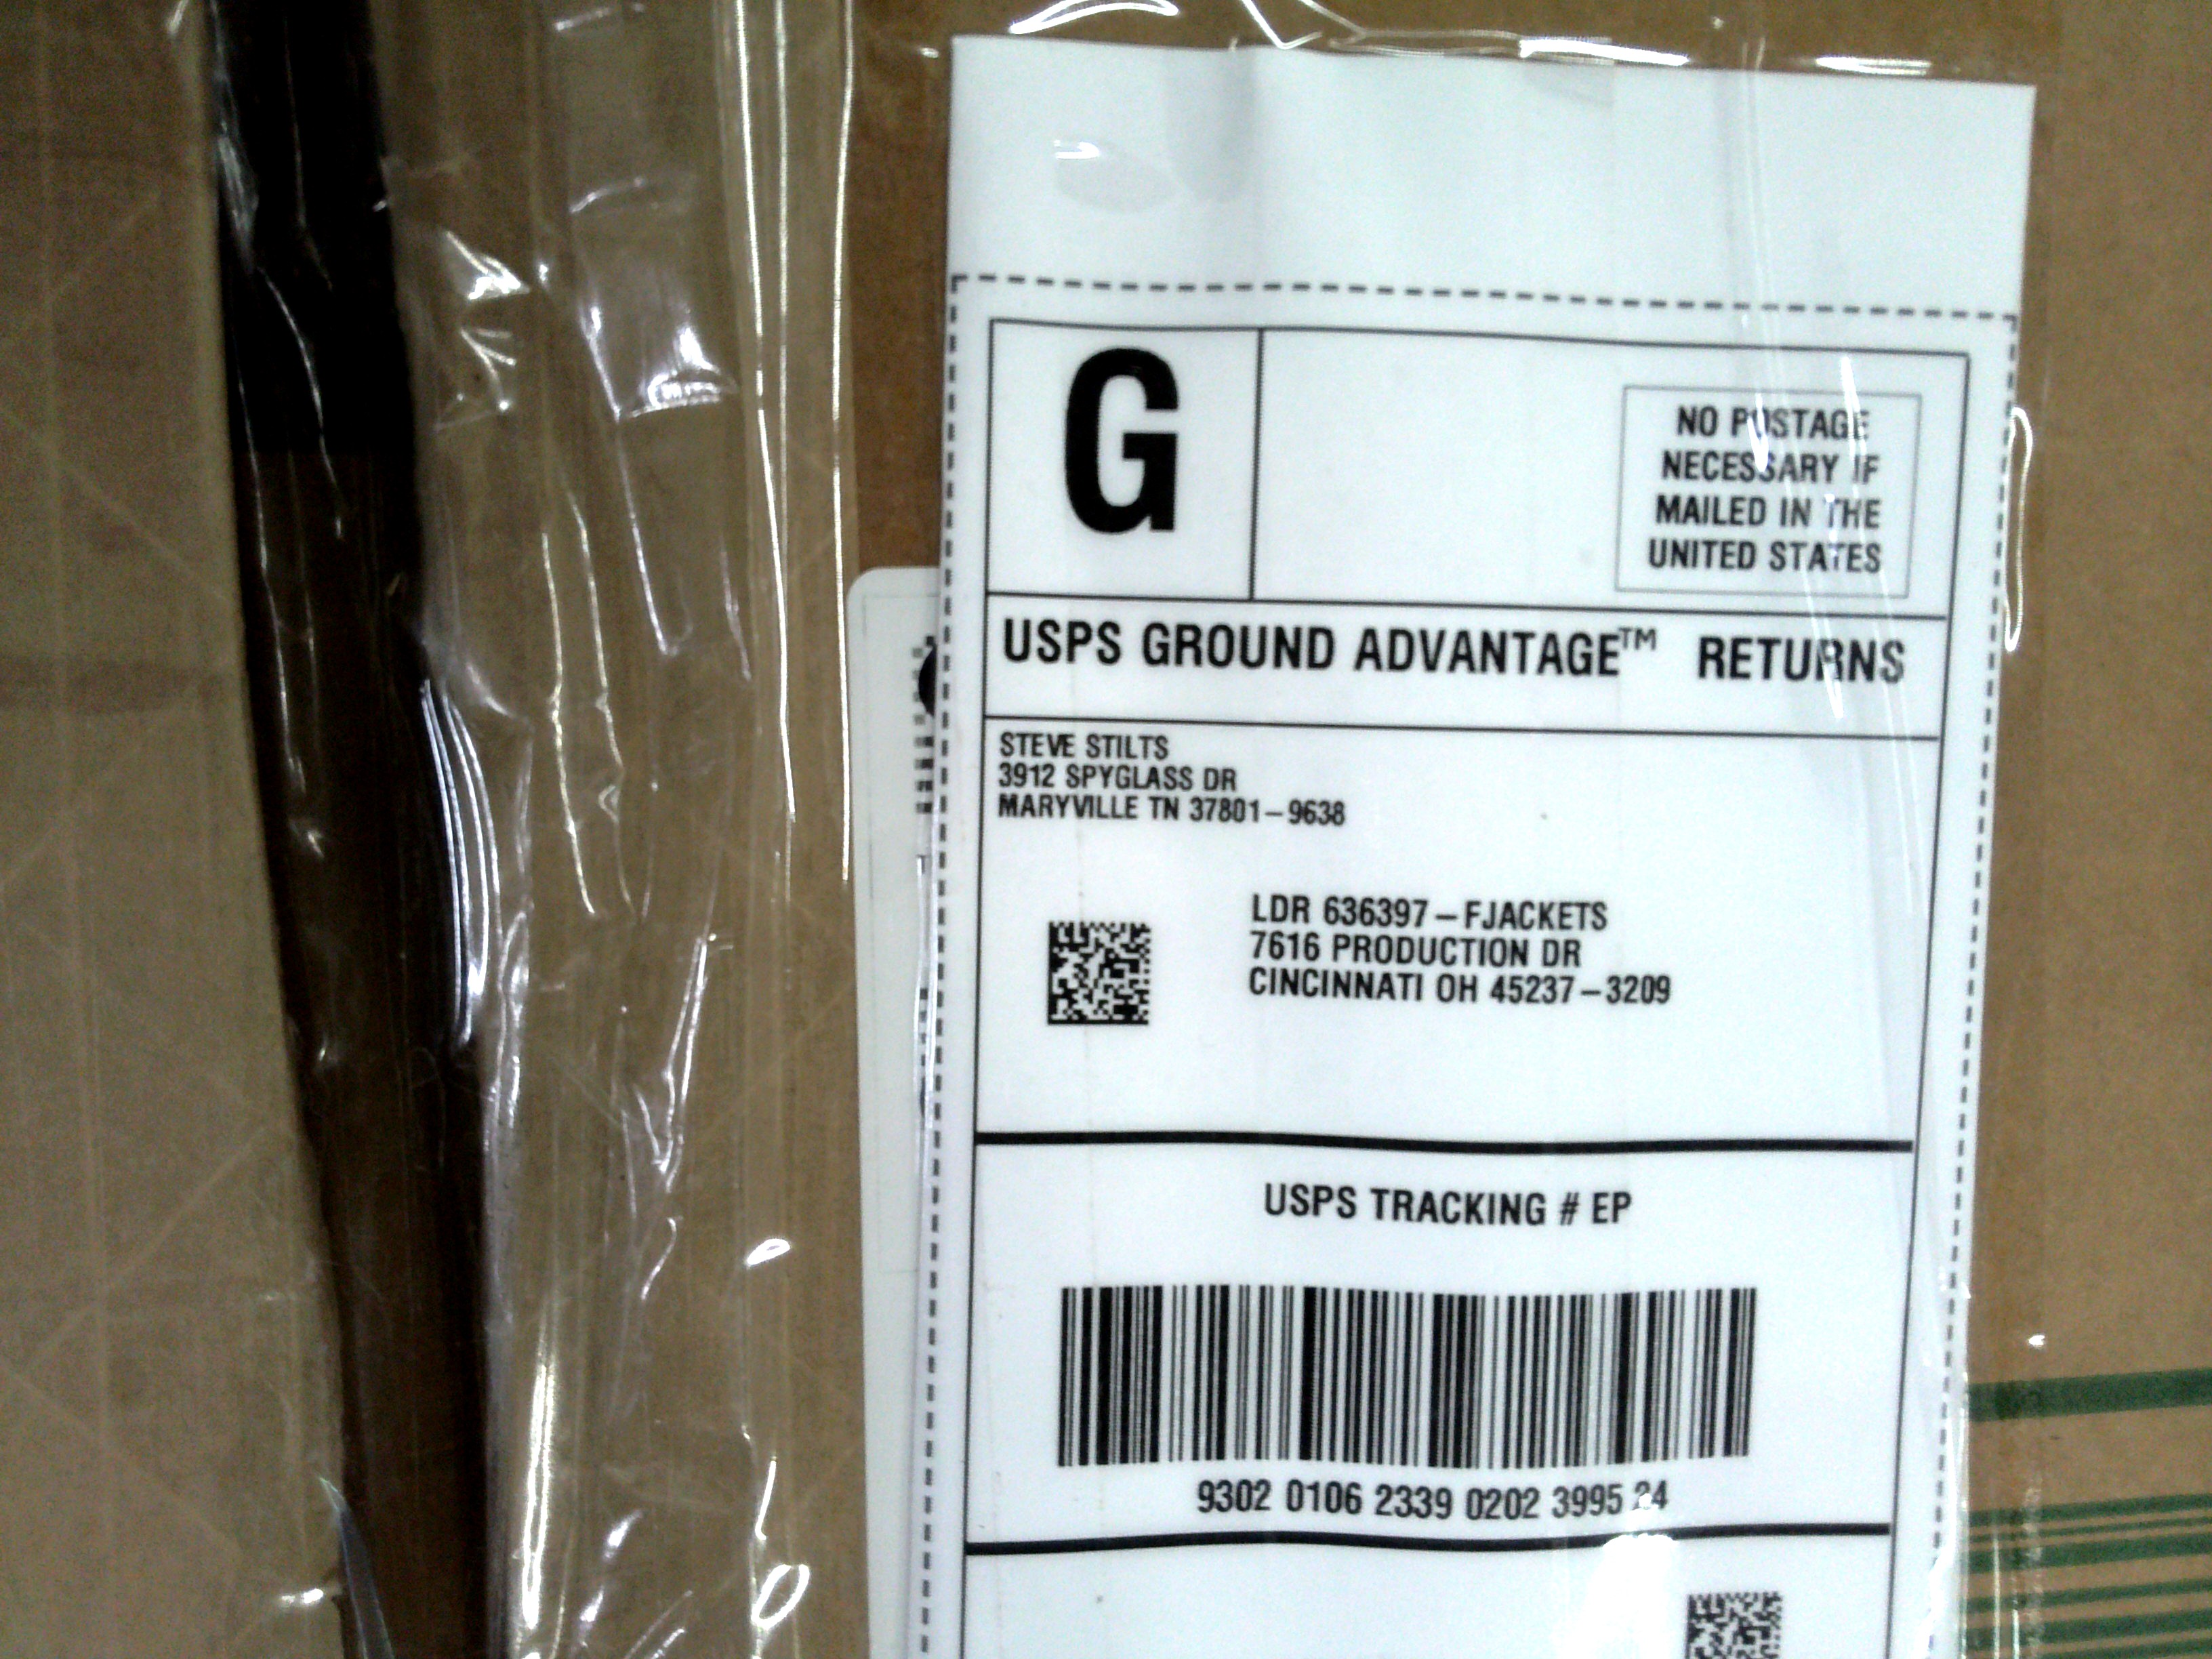 G
NO POSTAGE
NECESSARY IF
MAILED IN THE
UNITED STATES
USPS GROUND ADVANTAGE™ RETURNS
STEVE STILTS
3912 SPYGLASS DR
MARYVILLE TN 37801-9638
LDR 636397-FJACKETS
7616 PRODUCTION DR
CINCINNATI OH 45237-3209
USPS TRACKING # EP
9302 0106 2339 0202 3995